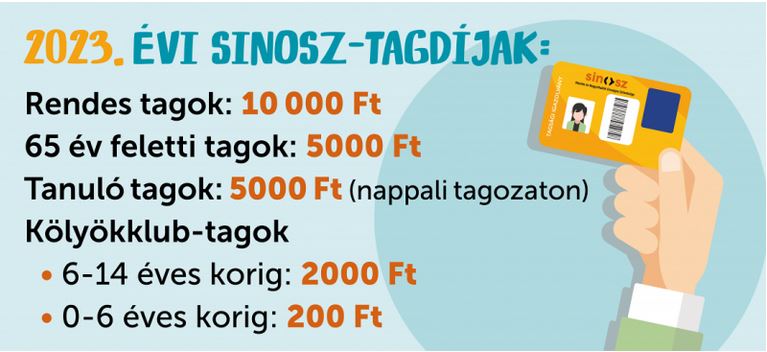 2023. ÉVI SINOSZ-TAGDÍJAK:
Rendes tagok: 10 000 Ft
65 év feletti tagok: 5000 Ft
Tanuló tagok: 5000 Ft (nappali tagozaton)
Kölyökklub-tagok
• 6-14 éves korig: 2000 Ft
• 0-6 éves korig: 200 Ft
sinosz
TAGSÁGI IGAZOLVÁNY